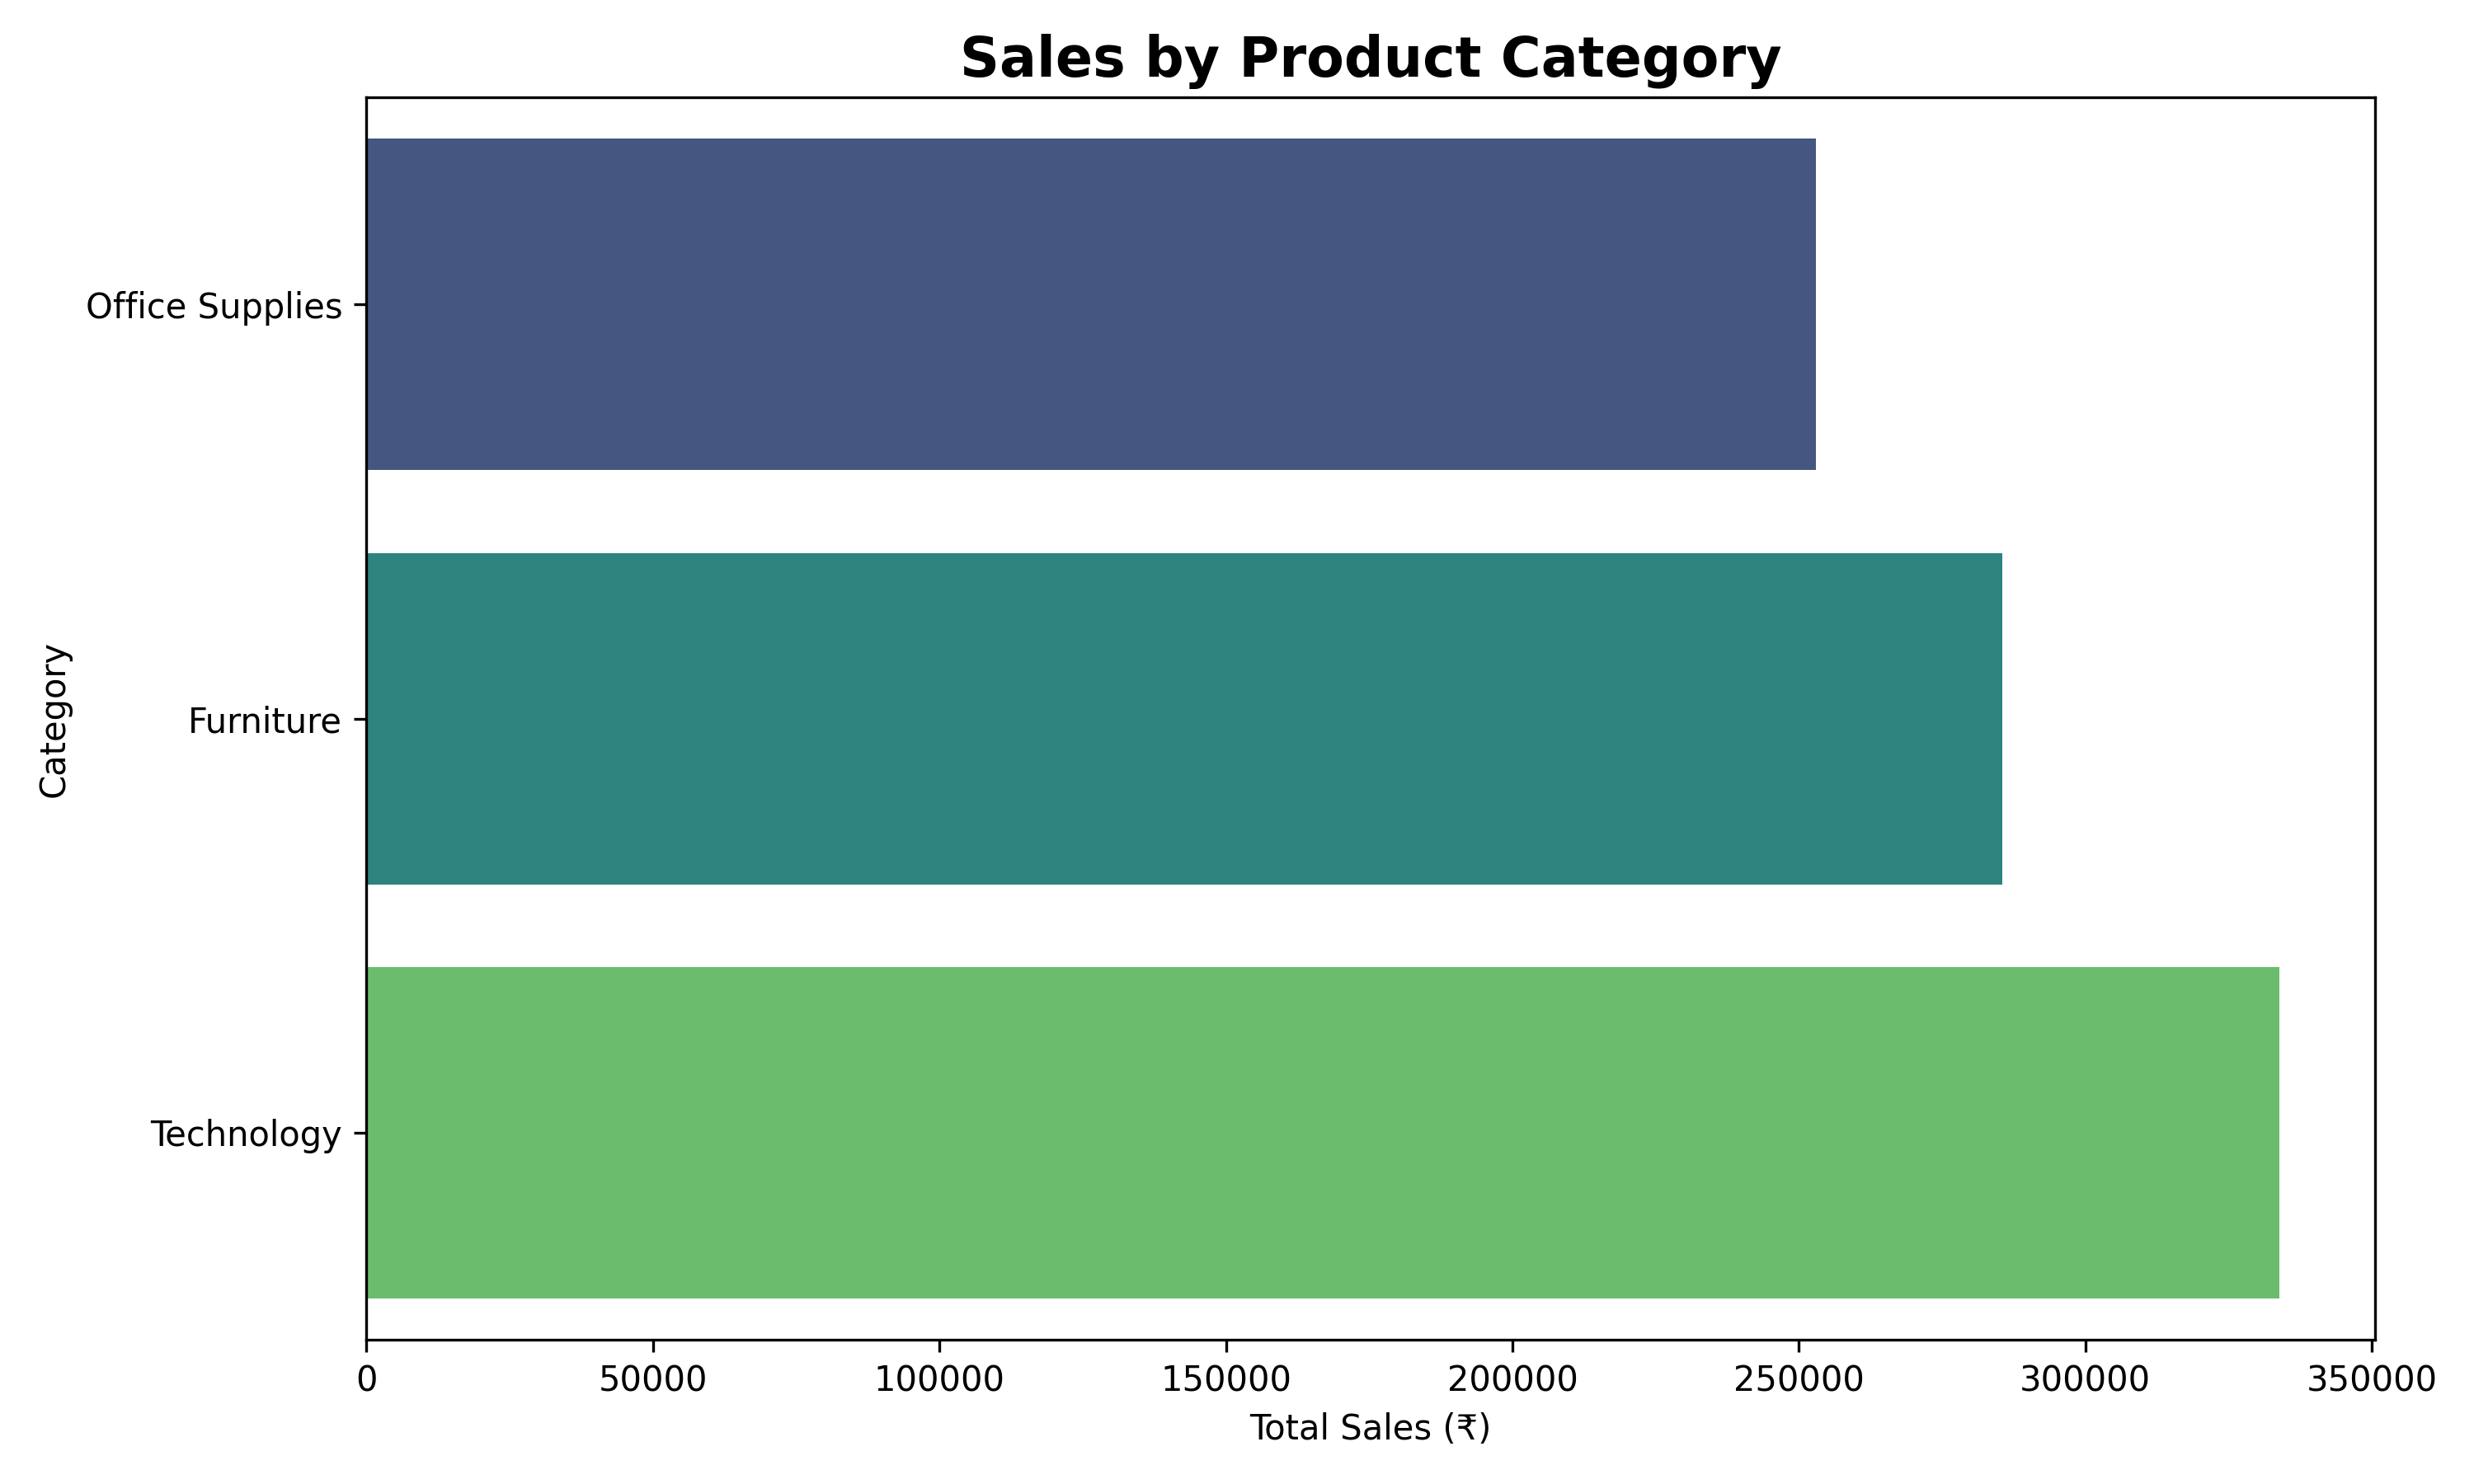 Sales by Product Category
Office Supplies
Furniture
Technology
Category
0 50000 100000 150000 200000 250000 300000 350000
Total Sales (₹)